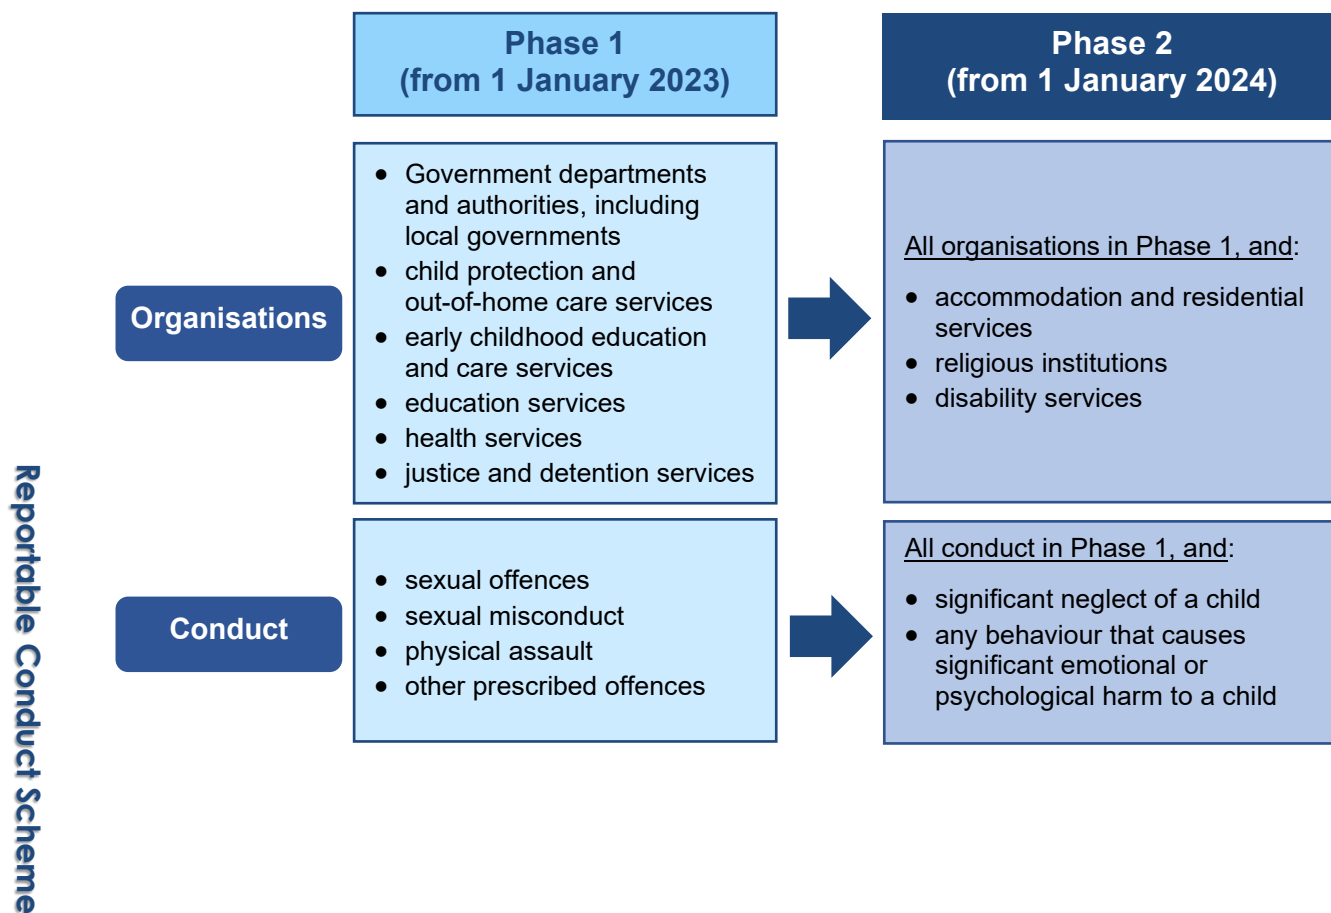 Phase 1
(from 1 January 2023)
Phase 2
(from 1 January 2024)
Organisations
• Government departments
and authorities, including
local governments
• child protection and
out-of-home care services
• early childhood education
and care services
• education services
• health services
• justice and detention services
All organisations in Phase 1, and:
• accommodation and residential
services
• religious institutions
• disability services
Conduct
• sexual offences
• sexual misconduct
• physical assault
• other prescribed offences
All conduct in Phase 1, and:
• significant neglect of a child
• any behaviour that causes
significant emotional or
psychological harm to a child
Reportable Conduct Scheme